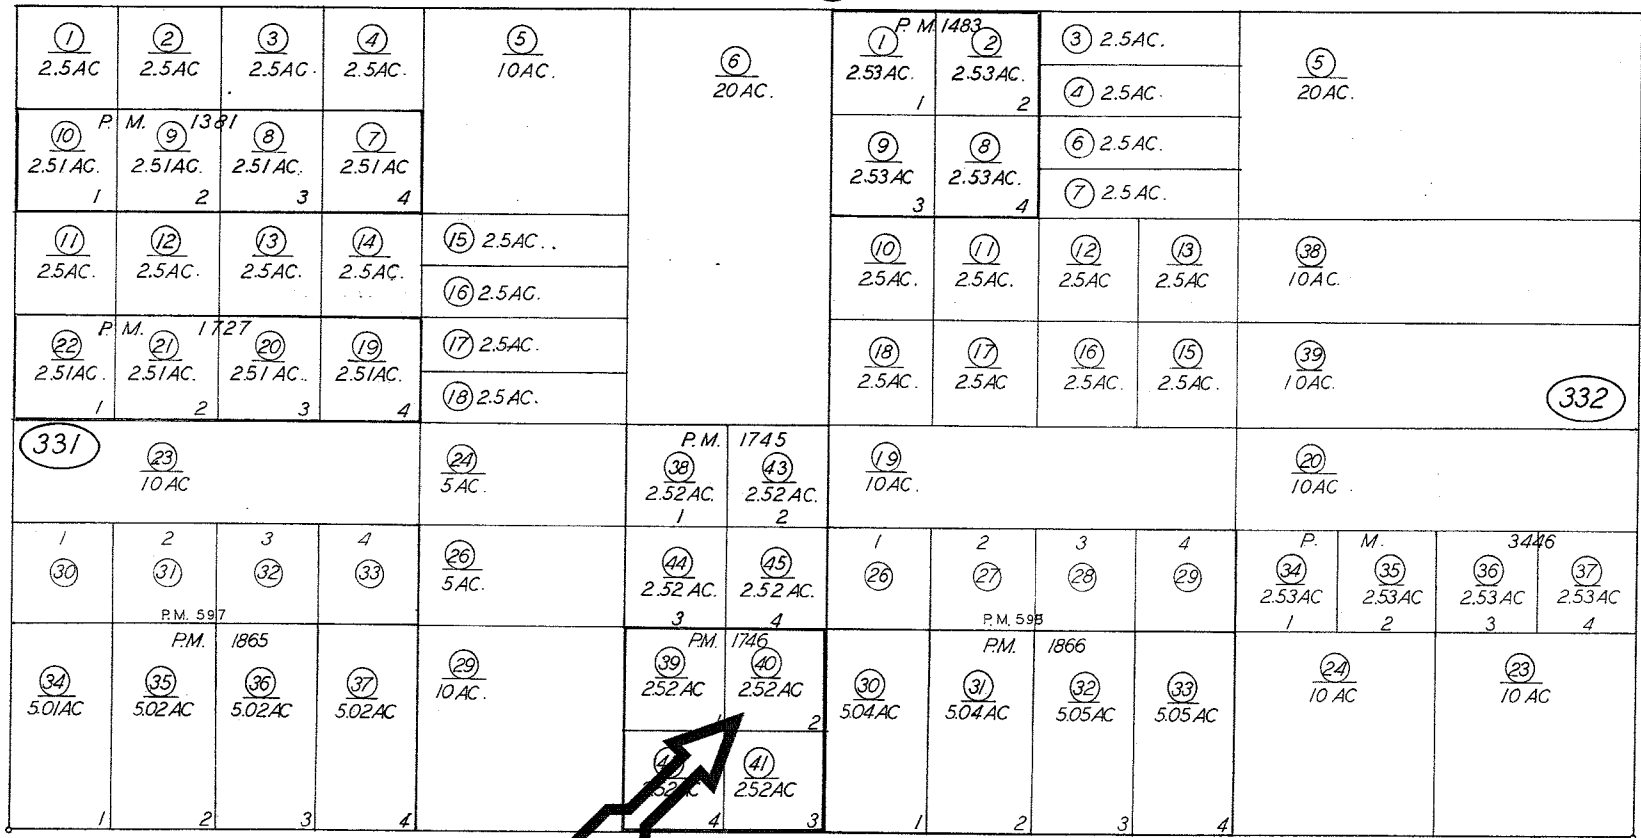 P. M. 1483
1 2 3 4 5 6 1 2 3 2.5AC. 5
2.5AC 2.5AC 2.5AC. 2.5AC. 10AC. 20AC. 2.53AC. 2.53AC. 4 2.5AC. 20AC.
1 2
P. M. 1381
10 9 8 7 9 8 6 2.5AC.
2.51AC. 2.51AC. 2.51AC. 2.51AC 2.53AC 2.53AC. 7 2.5AC.
1 2 3 4 3 4
11 12 13 14 15 2.5AC.. 10 11 12 13 38
2.5AC. 2.5AC. 2.5AC. 2.5AC. 16 2.5AC. 2.5AC. 2.5AC. 2.5AC 2.5AC 10AC.
P. M. 1727
22 21 20 19 17 2.5AC. 18 17 16 15 39
2.51AC. 2.51AC. 2.51AC.. 2.51AC. 18 2.5AC. 2.5AC. 2.5AC 2.5AC. 2.5AC. 10AC. 332
1 2 3 4
331
P.M. 1745
23 24 38 43 19 20
10AC 5AC. 2.52AC. 2.52AC. 10AC. 10AC.
1 2
1 2 3 4 1 2 3 4 P. M. 3446
30 31 32 33 26 44 45 26 27 28 29 34 35 36 37
5AC. 2.52AC. 2.52AC. 2.53AC 2.53AC 2.53AC 2.53AC
P.M. 597 3 4 P.M. 598 1 2 3 4
P.M. 1865 P.M. 1746 P.M. 1866
34 35 36 37 29 39 40 30 31 32 33 24 23
5.01AC 5.02AC 5.02AC 5.02AC 10AC. 252AC 2.52AC 5.04AC 5.04AC 5.05AC 5.05AC 10AC 10AC
1 2
41
2.52AC
1 2 3 4 4 3 1 2 3 4